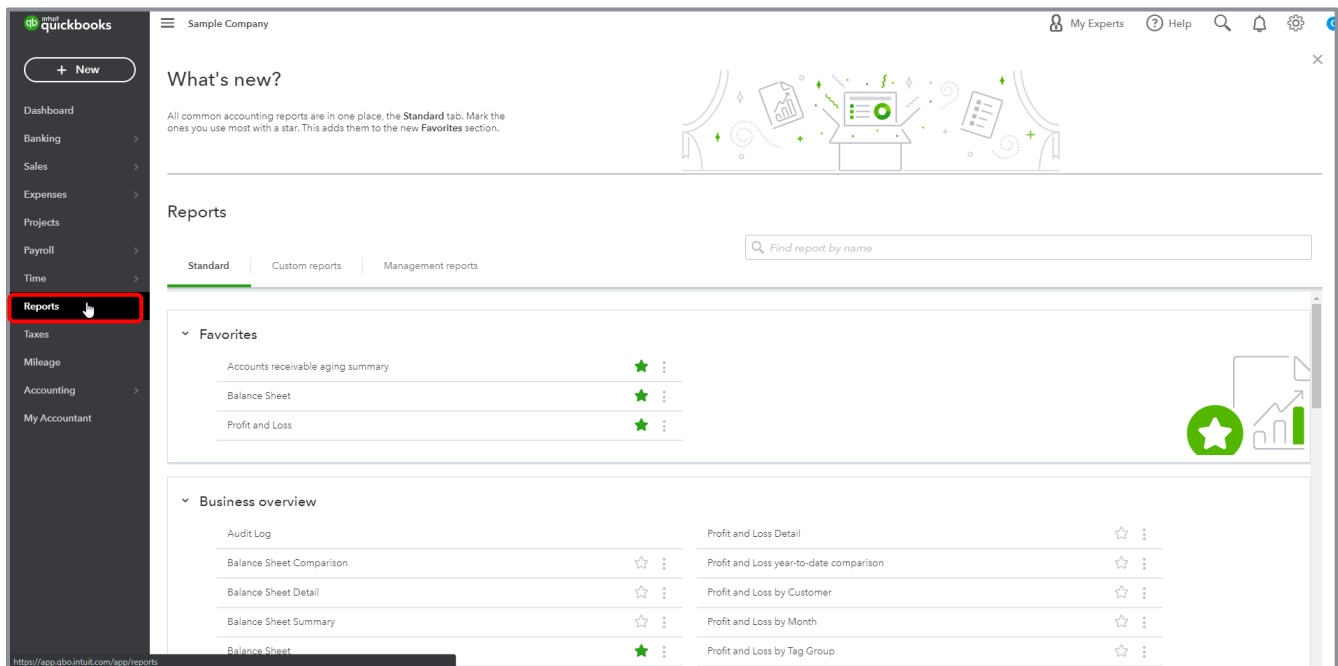 qb intuit quickbooks
Sample Company
My Experts
Help
+ New
Dashboard
Banking
Sales
Expenses
Projects
Payroll
Time
Reports
Taxes
Mileage
Accounting
My Accountant
What's new?
All common accounting reports are in one place, the Standard tab. Mark the
ones you use most with a star. This adds them to the new Favorites section.
Reports
Find report by name
Standard
Custom reports
Management reports
Favorites
Accounts receivable aging summary
Balance Sheet
Profit and Loss
Business overview
Audit Log
Balance Sheet Comparison
Balance Sheet Detail
Balance Sheet Summary
Balance Sheet
Profit and Loss Detail
Profit and Loss year-to-date comparison
Profit and Loss by Customer
Profit and Loss by Month
Profit and Loss by Tag Group
https://app.qbo.intuit.com/app/reports